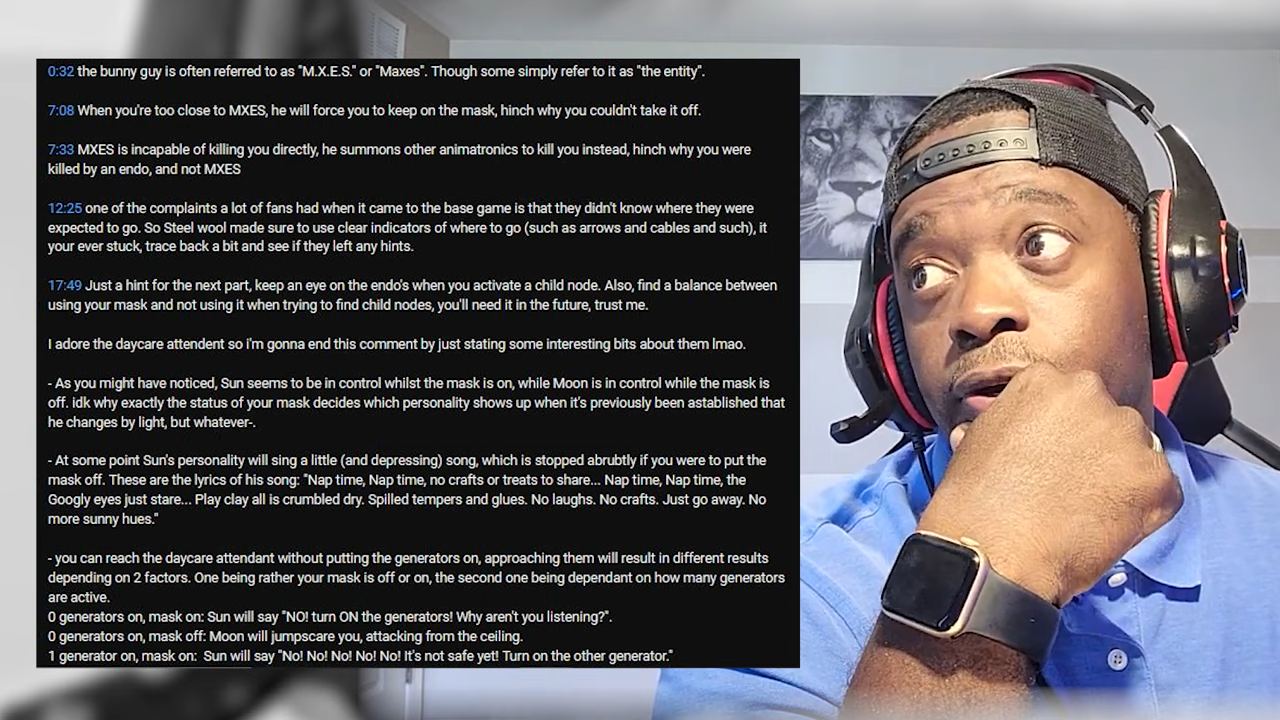 0:32 the bunny guy is often referred to as "M.X.E.S." or "Maxes". Though some simply refer to it as "the entity".
7:08 When you're too close to MXES, he will force you to keep on the mask, hinch why you couldn't take it off.
7:33 MXES is incapable of killing you directly, he summons other animatronics to kill you instead, hinch why you were
killed by an endo, and not MXES
12:25 one of the complaints a lot of fans had when it came to the base game is that they didn't know where they were
expected to go. So Steel wool made sure to use clear indicators of where to go (such as arrows and cables and such), it
your ever stuck, trace back a bit and see if they left any hints.
17:49 Just a hint for the next part, keep an eye on the endo's when you activate a child node. Also, find a balance between
using your mask and not using it when trying to find child nodes, you'll need it in the future, trust me.
I adore the daycare attendent so i'm gonna end this comment by just stating some interesting bits about them lmao.
- As you might have noticed, Sun seems to be in control whilst the mask is on, while Moon is in control while the mask is
off. idk why exactly the status of your mask decides which personality shows up when it's previously been astablished that
he changes by light, but whatever-.
- At some point Sun's personality will sing a little (and depressing) song, which is stopped abrubtly if you were to put the
mask off. These are the lyrics of his song: "Nap time, Nap time, no crafts or treats to share... Nap time, Nap time, the
Googly eyes just stare... Play clay all is crumbled dry. Spilled tempers and glues. No laughs. No crafts. Just go away. No
more sunny hues."
- you can reach the daycare attendant without putting the generators on, approaching them will result in different results
depending on 2 factors. One being rather your mask is off or on, the second one being dependant on how many generators
are active.
0 generators on, mask on: Sun will say "NO! turn ON the generators! Why aren't you listening?".
0 generators on, mask off: Moon will jumpscare you, attacking from the ceiling.
1 generator on, mask on: Sun will say "No! No! No! No! No! It's not safe yet! Turn on the other generator."